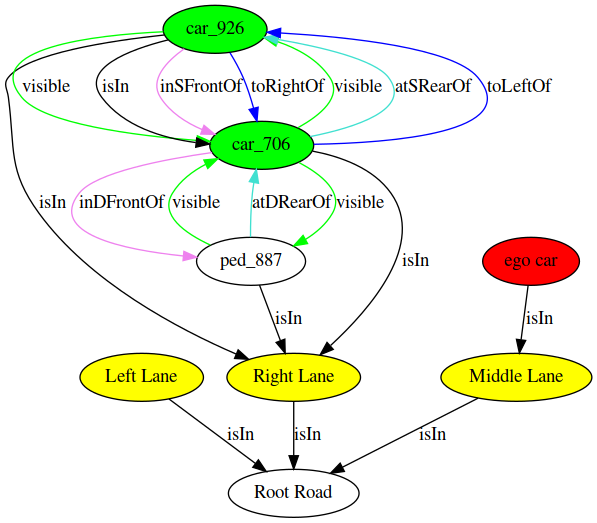 car_926
visible
isIn
inSFrontOf
toRightOf
visible
atSRearOf
toLeftOf
car_706
isIn
inDFrontOf
visible
atDRearOf
visible
ped_887
ego car
isIn
isIn
isIn
Left Lane
Right Lane
Middle Lane
isIn
isIn
isIn
Root Road